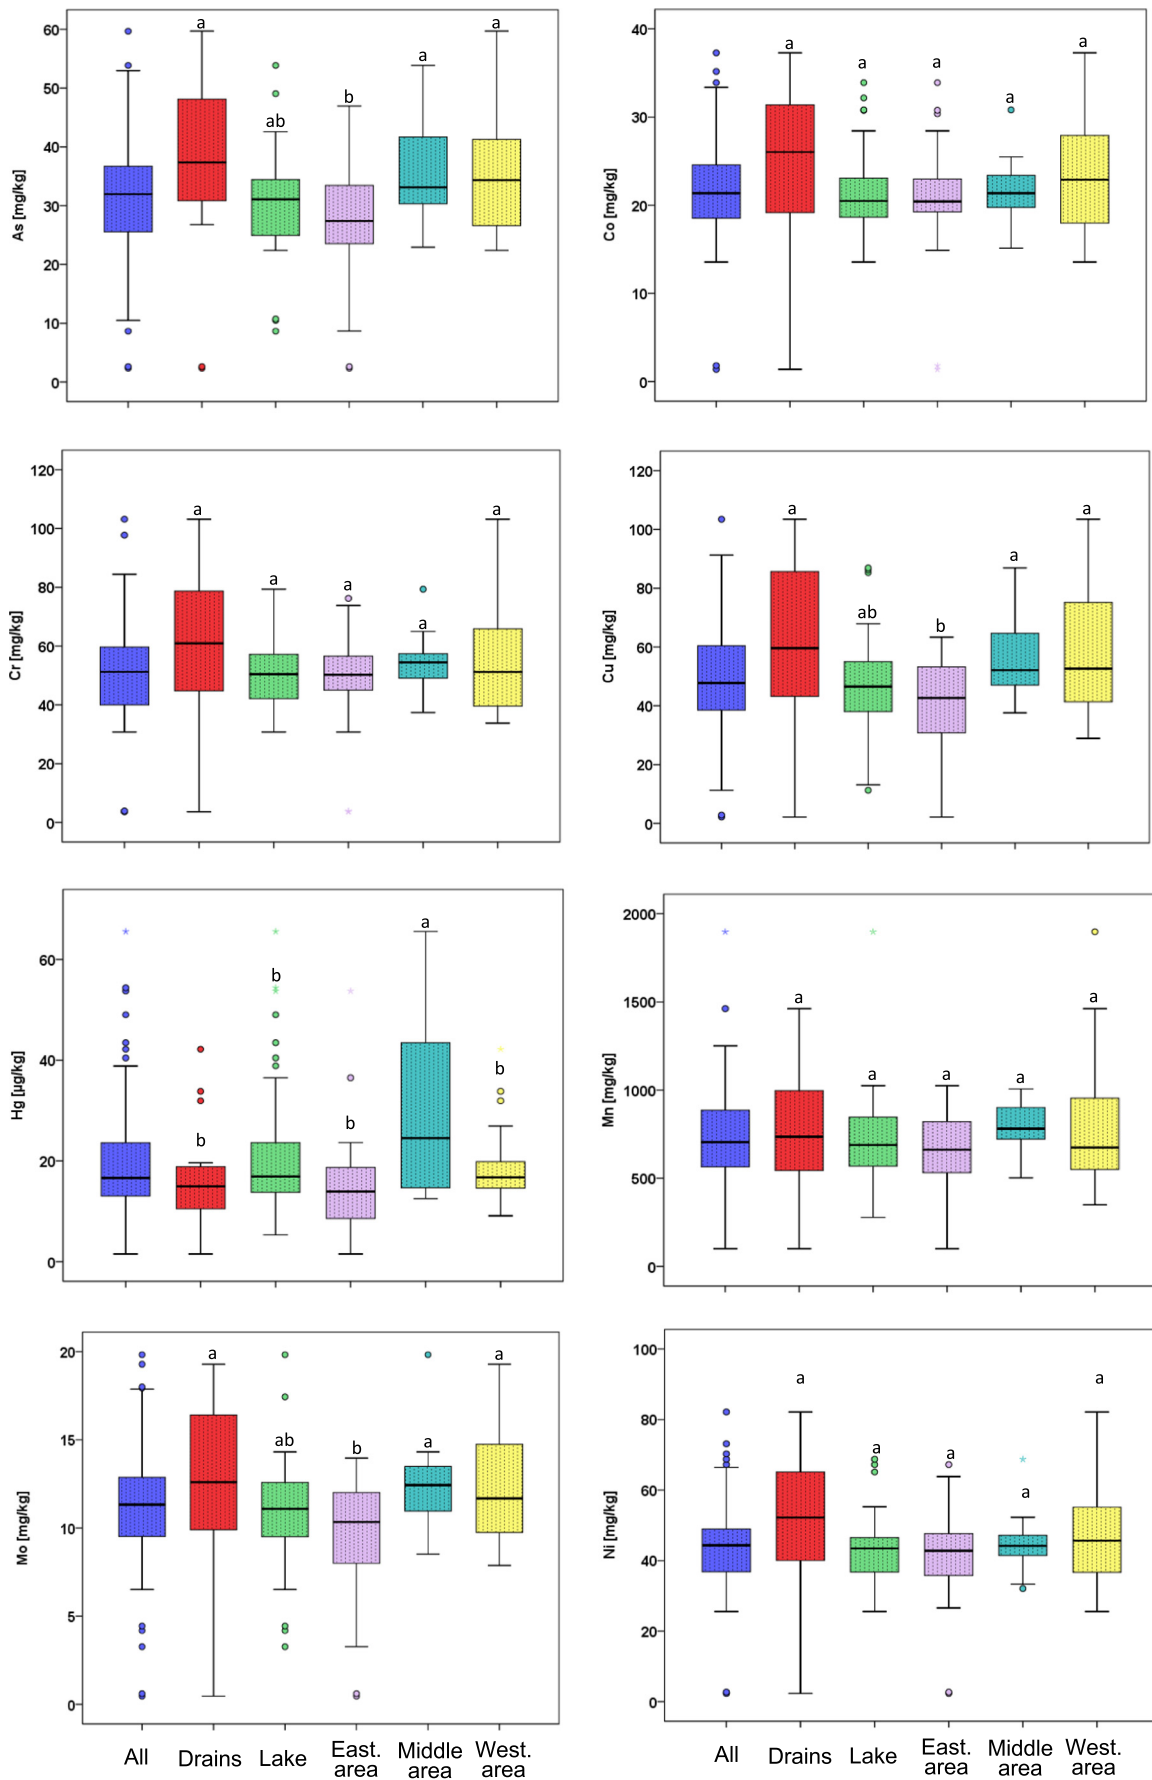 As [mg/kg]
60
50
40
30
20
10
0
a
ab
b
a
a
Co [mg/kg]
40
30
20
10
0
a
a
a
a
a
Cr [mg/kg]
120
100
80
60
40
20
0
a
a
a
a
a
Cu [mg/kg]
120
100
80
60
40
20
0
a
ab
b
a
a
Hg [µg/kg]
60
40
20
0
b
b
b
a
b
Mn [mg/kg]
2000
1500
1000
500
0
a
a
a
a
a
Mo [mg/kg]
20
15
10
5
0
a
ab
b
a
a
Ni [mg/kg]
100
80
60
40
20
0
a
a
a
a
a
All
Drains
Lake
East.
area
Middle
area
West.
area
All
Drains
Lake
East.
area
Middle
area
West.
area